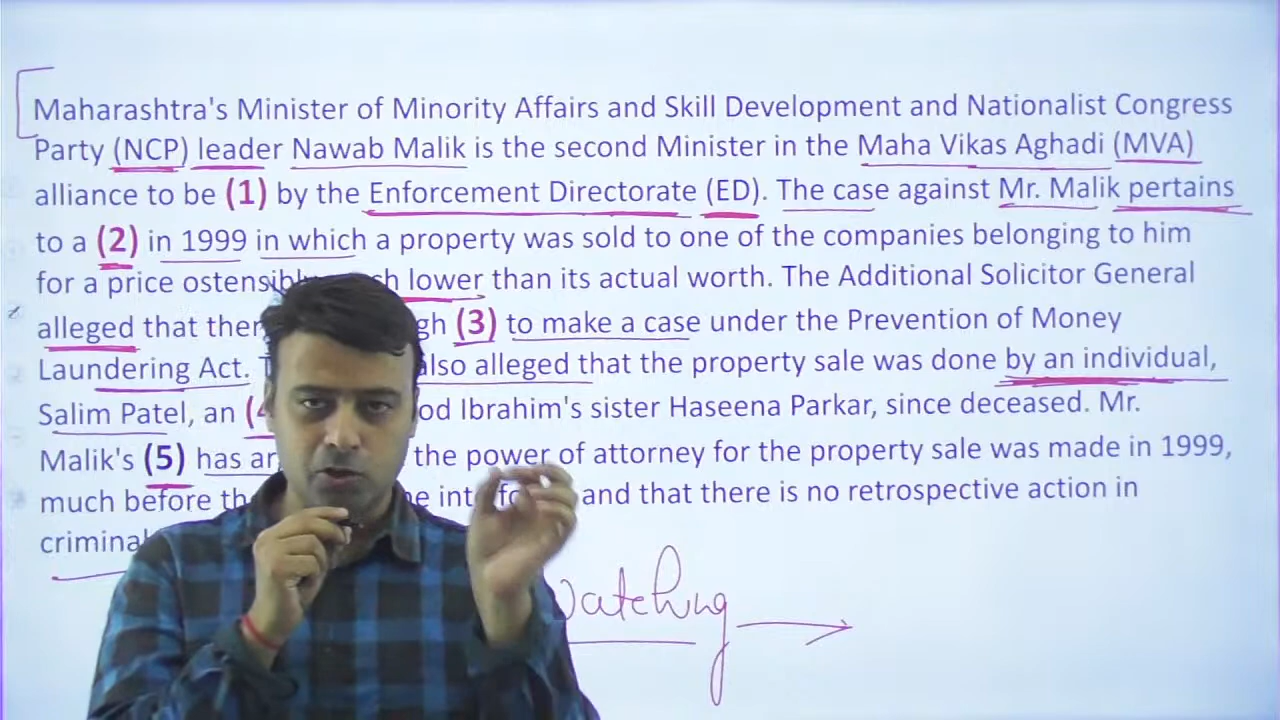 Maharashtra's Minister of Minority Affairs and Skill Development and Nationalist Congress
Party (NCP) leader Nawab Malik is the second Minister in the Maha Vikas Aghadi (MVA)
alliance to be (1) by the Enforcement Directorate (ED). The case against Mr. Malik pertains
to a (2) in 1999 in which a property was sold to one of the companies belonging to him
for a price lower than its actual worth. The Additional Solicitor General
alleged that (3) to make a case under the Prevention of Money
Laundering Act. also alleged that the property sale was done by an individual,
Salim Patel, an Ibrahim's sister Haseena Parkar, since deceased. Mr.
Malik's (5) has the power of attorney for the property sale was made in 1999,
much before and that there is no retrospective action in
criminal
watching